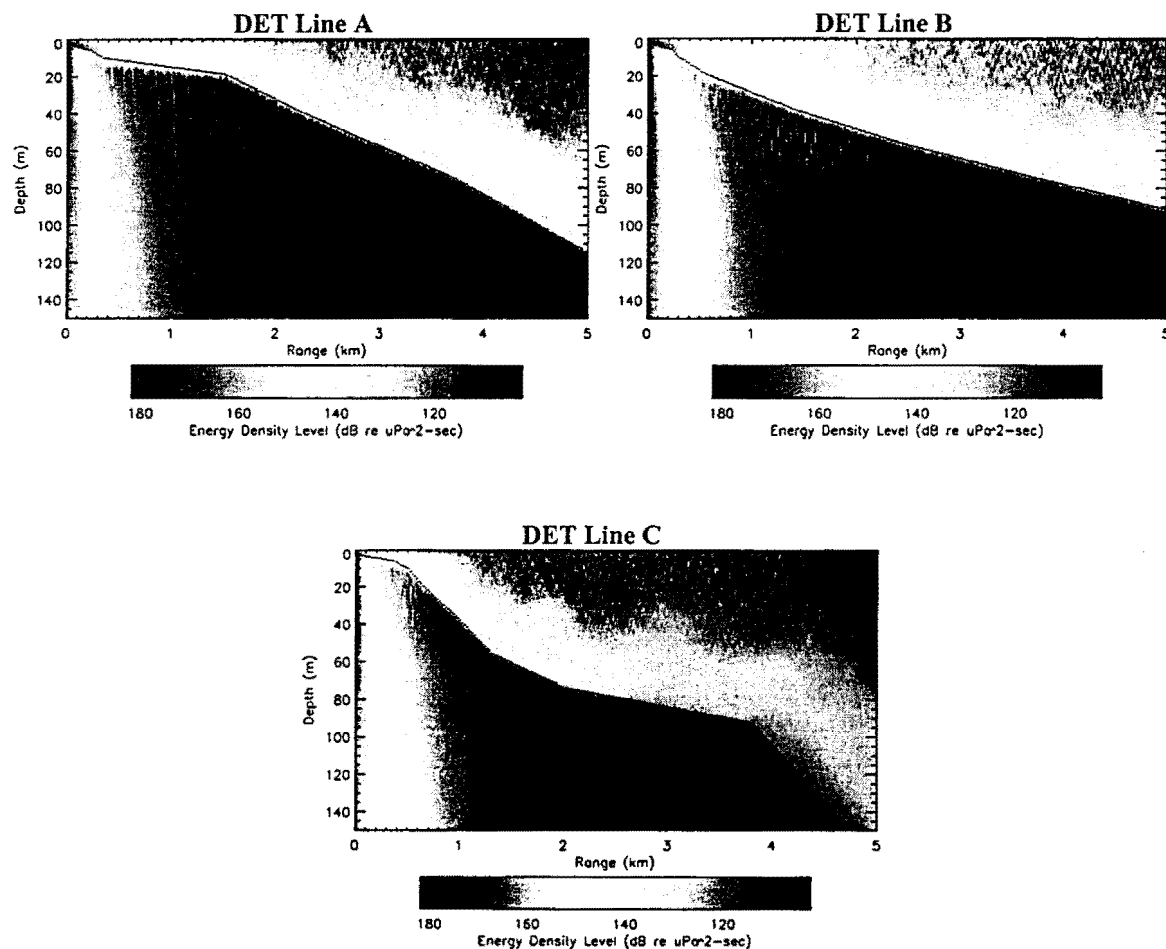 DET Line A
DET Line B
0
20
40
60
80
100
120
140
Depth (m)
0 1 2 3 4 5
Range (km)
180 160 140 120
Energy Density Level (dB re uPa^2-sec)
0
20
40
60
80
100
120
140
Depth (m)
0 1 2 3 4 5
Range (km)
180 160 140 120
Energy Density Level (dB re uPa^2-sec)
DET Line C
0
20
40
60
80
100
120
140
Depth (m)
0 1 2 3 4 5
Range (km)
180 160 140 120
Energy Density Level (dB re uPa^2-sec)